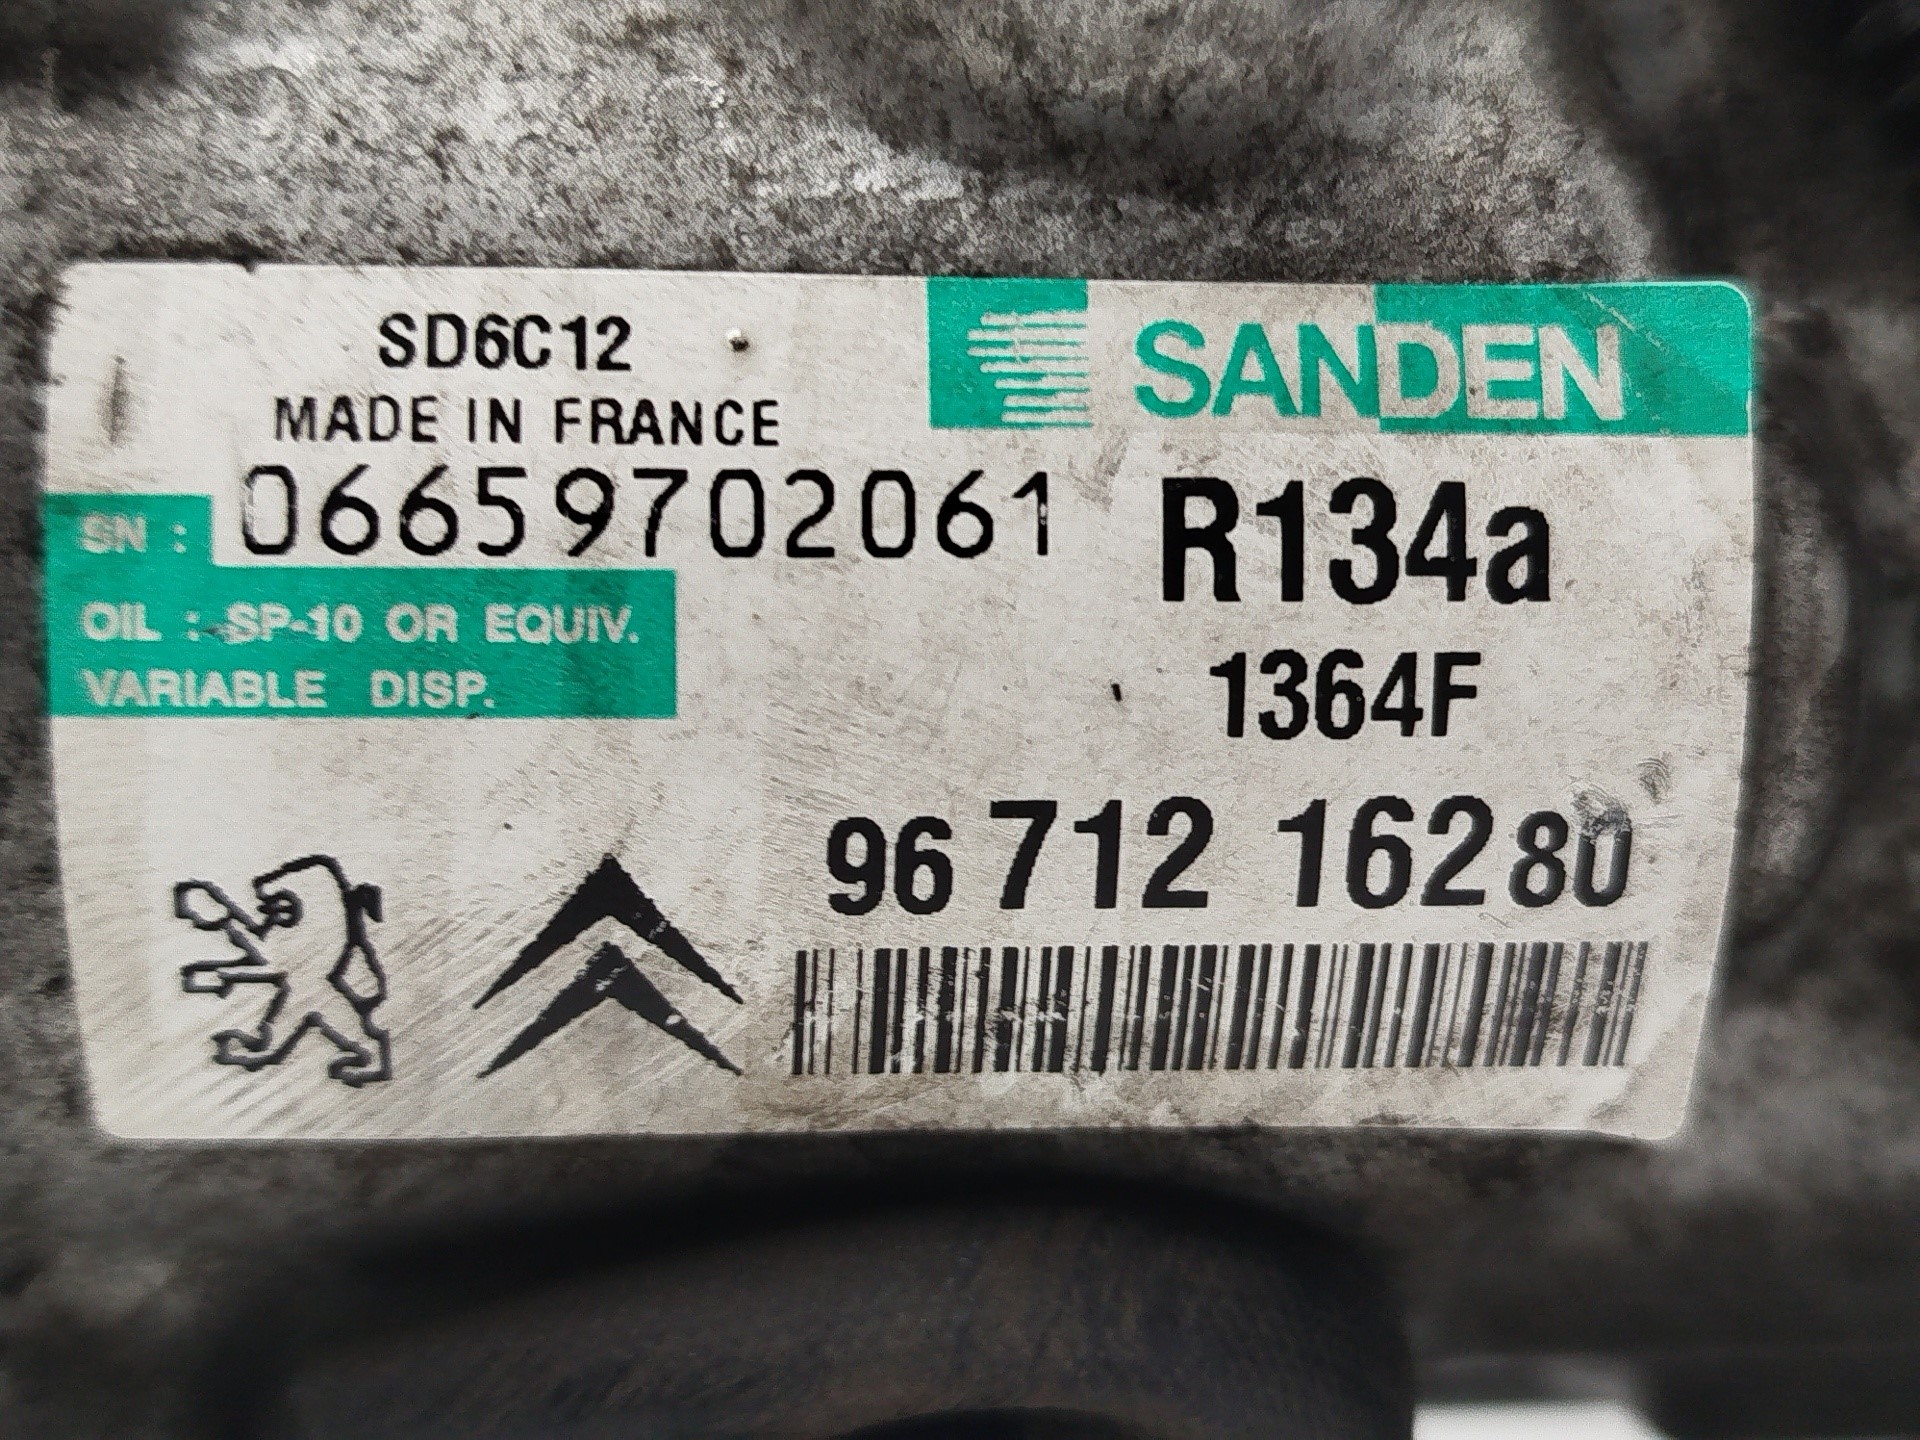 SD6C12
SANDEN
MADE IN FRANCE
SN : 06659702061
R134a
OIL : SP-10 OR EQUIV.
VARIABLE DISP.
1364F
96 712 162 80